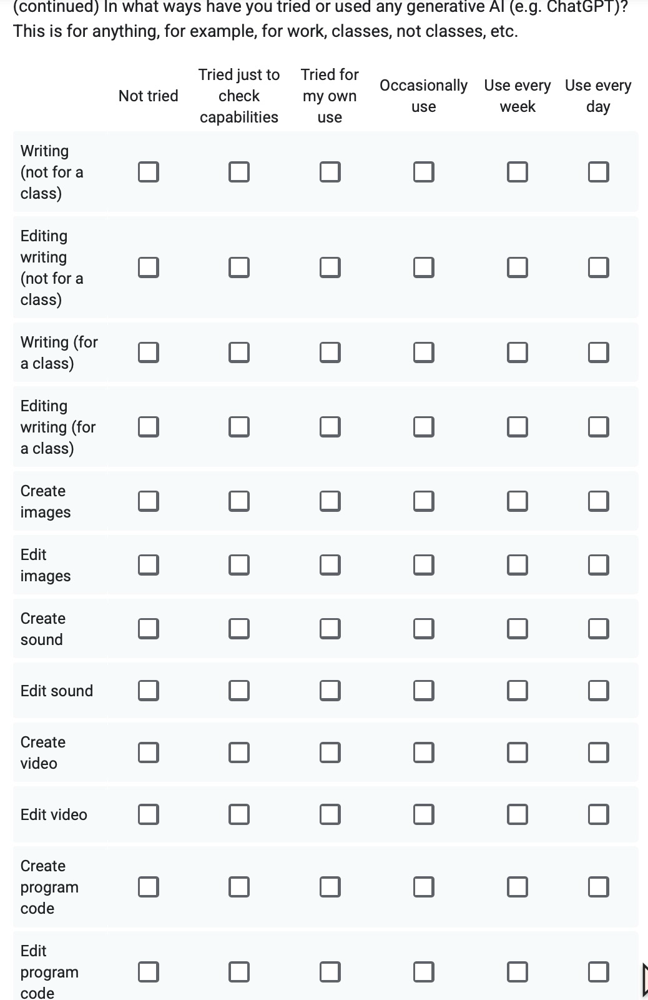 (continued) In what ways have you tried or used any generative AI (e.g. ChatGPT)?
This is for anything, for example, for work, classes, not classes, etc.
Not tried
Tried just to
check
capabilities
Tried for
my own
use
Occasionally
use
Use every
week
Use every
day
Writing
(not for a
class)
Editing
writing
(not for a
class)
Writing (for
a class)
Editing
writing (for
a class)
Create
images
Edit
images
Create
sound
Edit sound
Create
video
Edit video
Create
program
code
Edit
program
code